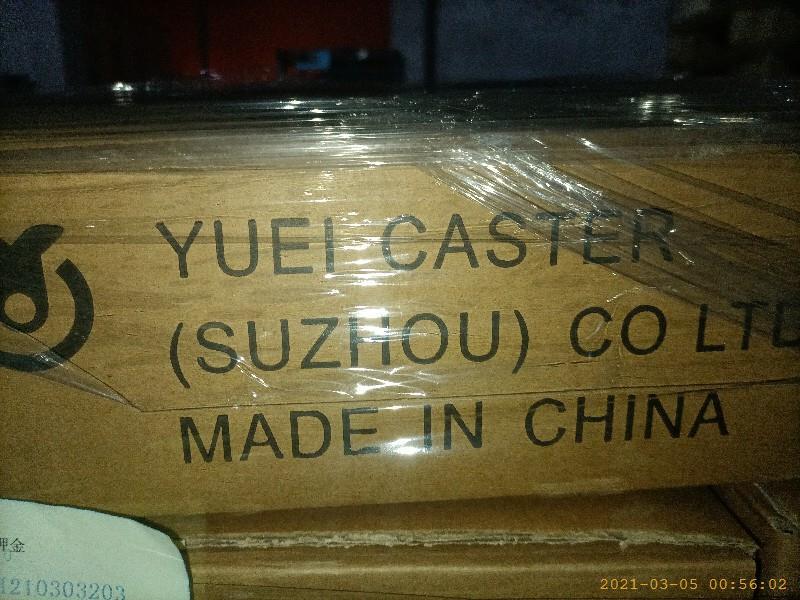 YUEI CASTER
(SUZHOU) CO LTD
MADE IN CHINA
押金
1210303203
2021-03-05 00:56:02